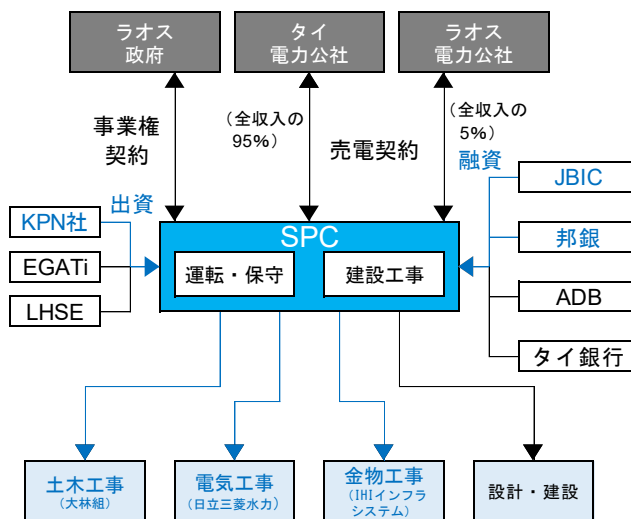 ラオス
政府
タイ
電力公社
ラオス
電力公社
事業権
契約
（全収入の
95%）
売電契約
（全収入の
5%）
融資
出資
KPN社
EGATi
LHSE
SPC
運転・保守
建設工事
JBIC
邦銀
ADB
タイ銀行
土木工事
（大林組）
電気工事
（日立三菱水力）
金物工事
（IHIインフラ
システム）
設計・建設